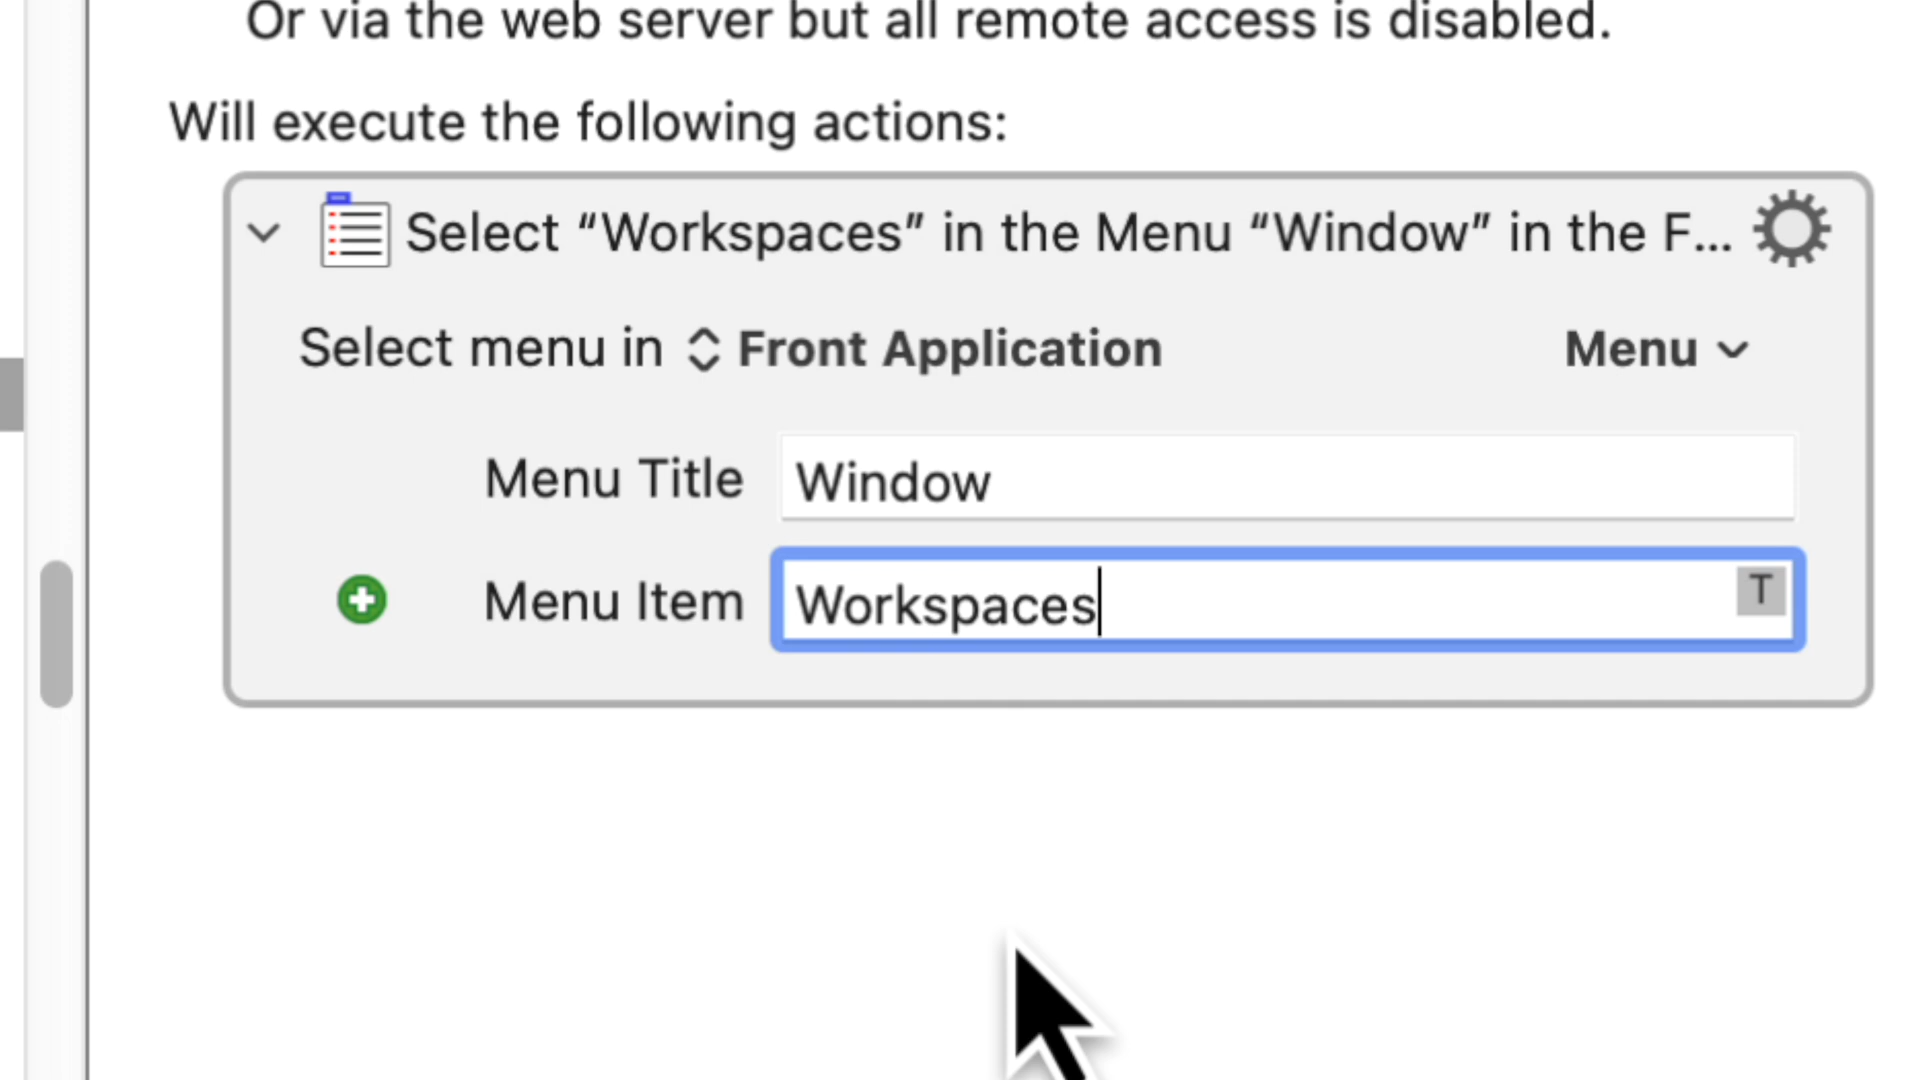 Or via the web server but all remote access is disabled.
Will execute the following actions:
Select “Workspaces” in the Menu “Window” in the F...
Select menu in Front Application Menu
Menu Title Window
Menu Item Workspaces T